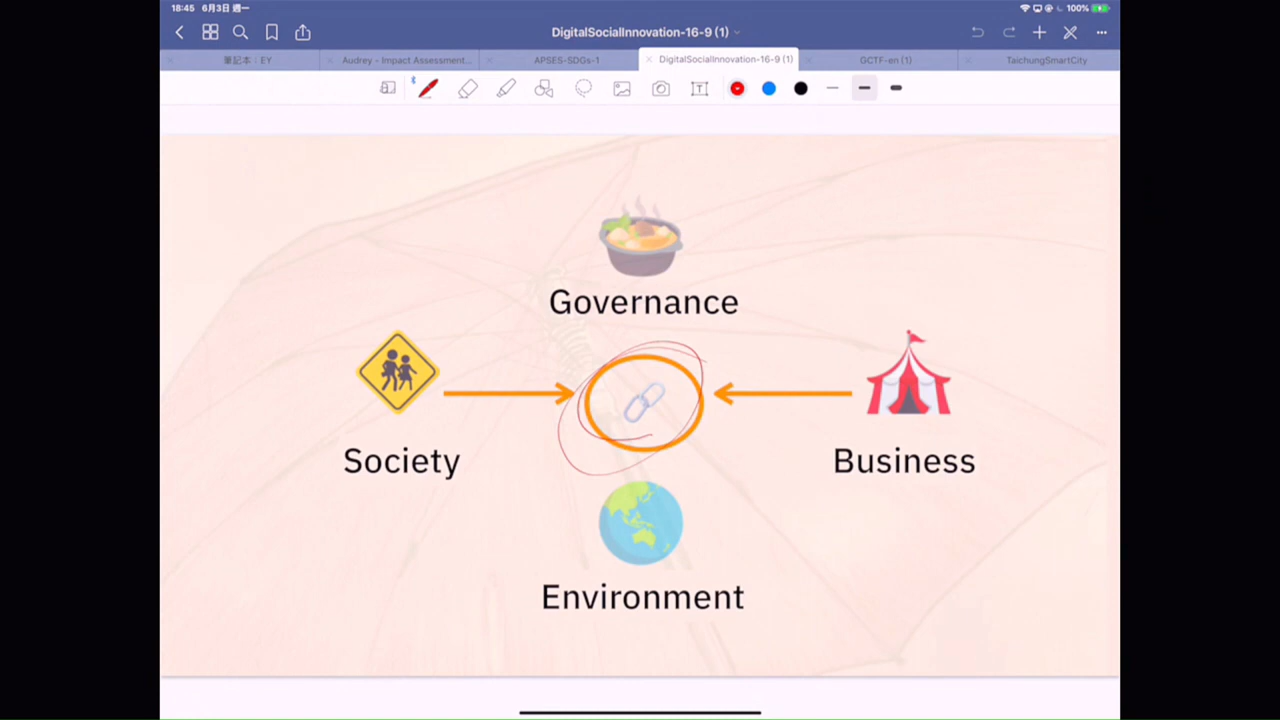 18:45 6月3日 週一
100%
DigitalSocialInnovation-16-9 (1)
筆記本：EY
Audrey - Impact Assessment...
APSES-SDGs-1
DigitalSocialInnovation-16-9 (1)
GCTF-en (1)
TaichungSmartCity
Governance
Society
Business
Environment